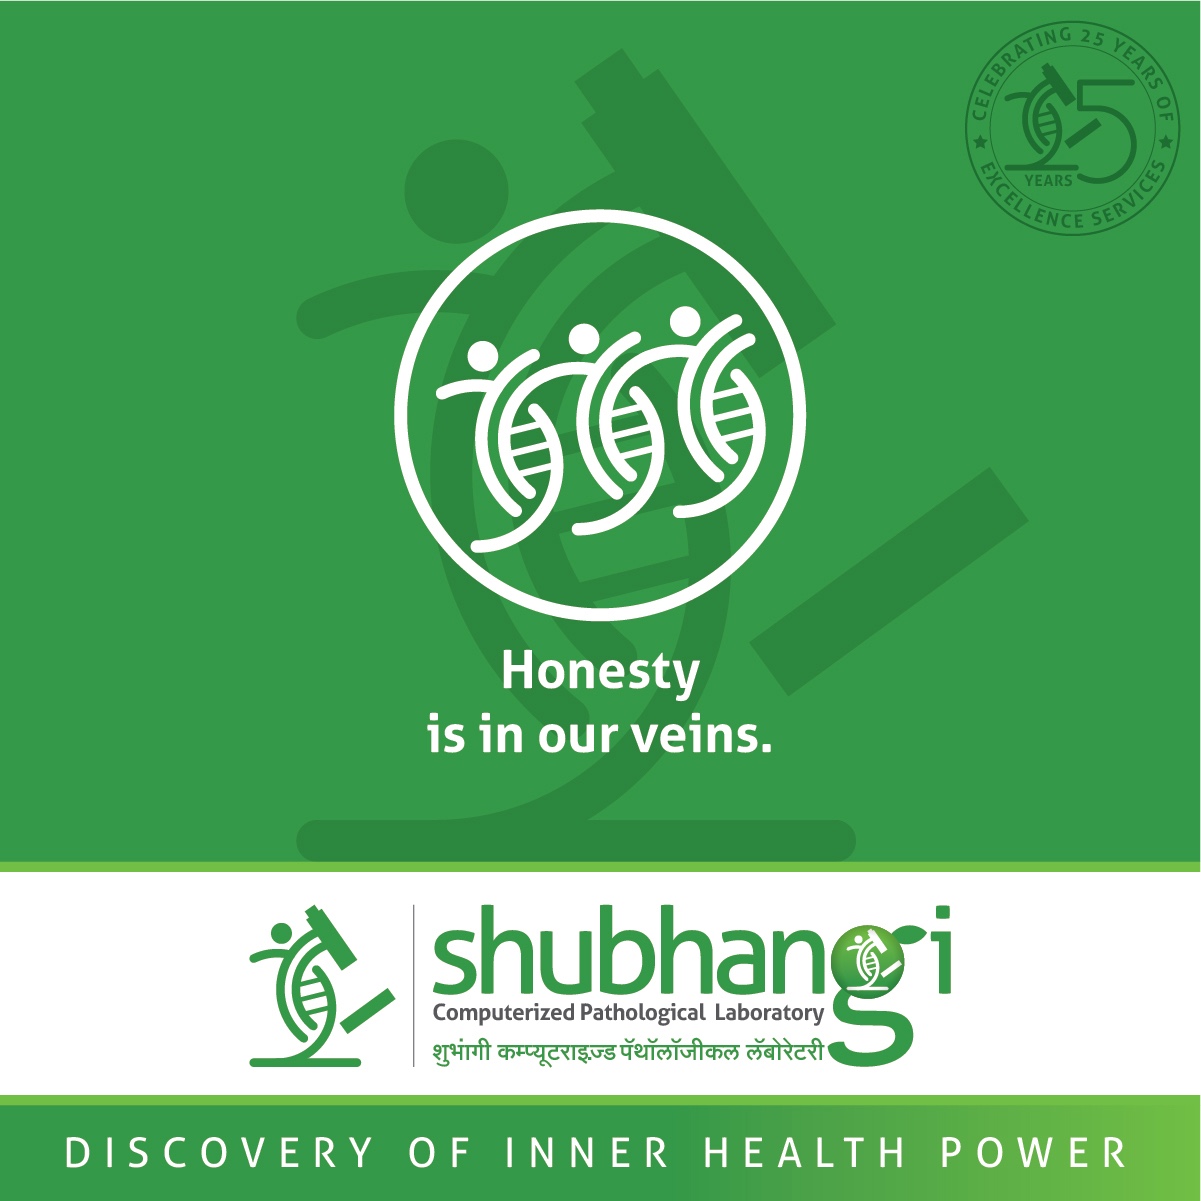 CELEBRATING 25 YEARS OF
25
YEARS
★ EXCELLENCE SERVICES ★
Honesty
is in our veins.
shubhangi
Computerized Pathological Laboratory
शुभांगी कम्प्यूटराइज़्ड पॅथॉलॉजीकल लॅबोरेटरी
DISCOVERY OF INNER HEALTH POWER